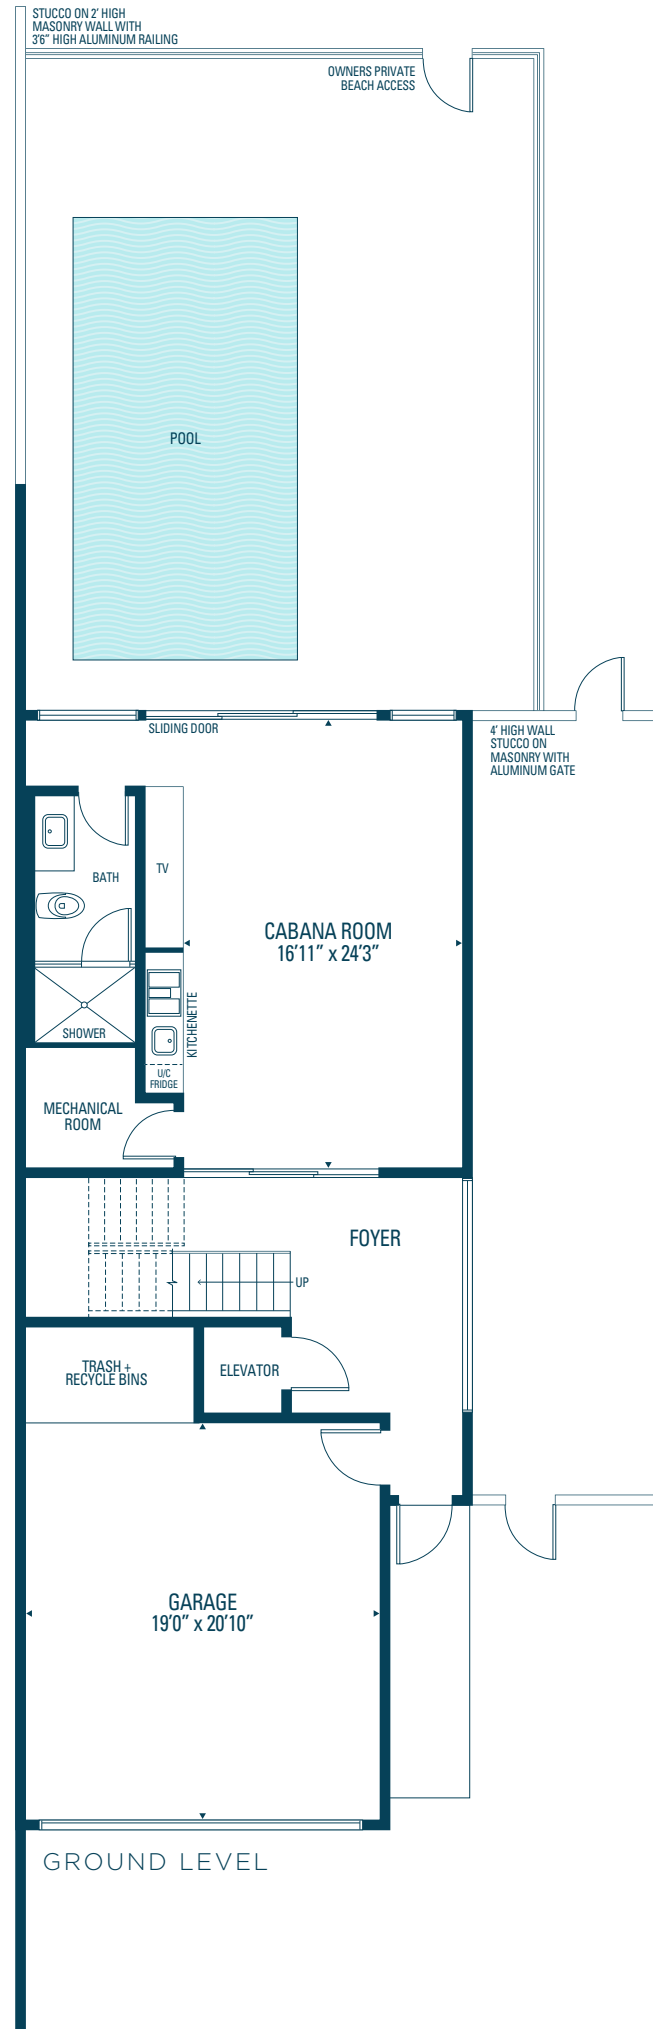 STUCCO ON 2' HIGH
MASONRY WALL WITH
3'6" HIGH ALUMINUM RAILING
OWNERS PRIVATE
BEACH ACCESS
POOL
SLIDING DOOR
4' HIGH WALL
STUCCO ON
MASONRY WITH
ALUMINUM GATE
BATH
TV
CABANA ROOM
16'11" x 24'3"
KITCHENETTE
SHOWER
U/C
FRIDGE
MECHANICAL
ROOM
FOYER
UP
TRASH +
RECYCLE BINS
ELEVATOR
GARAGE
19'0" x 20'10"
GROUND LEVEL